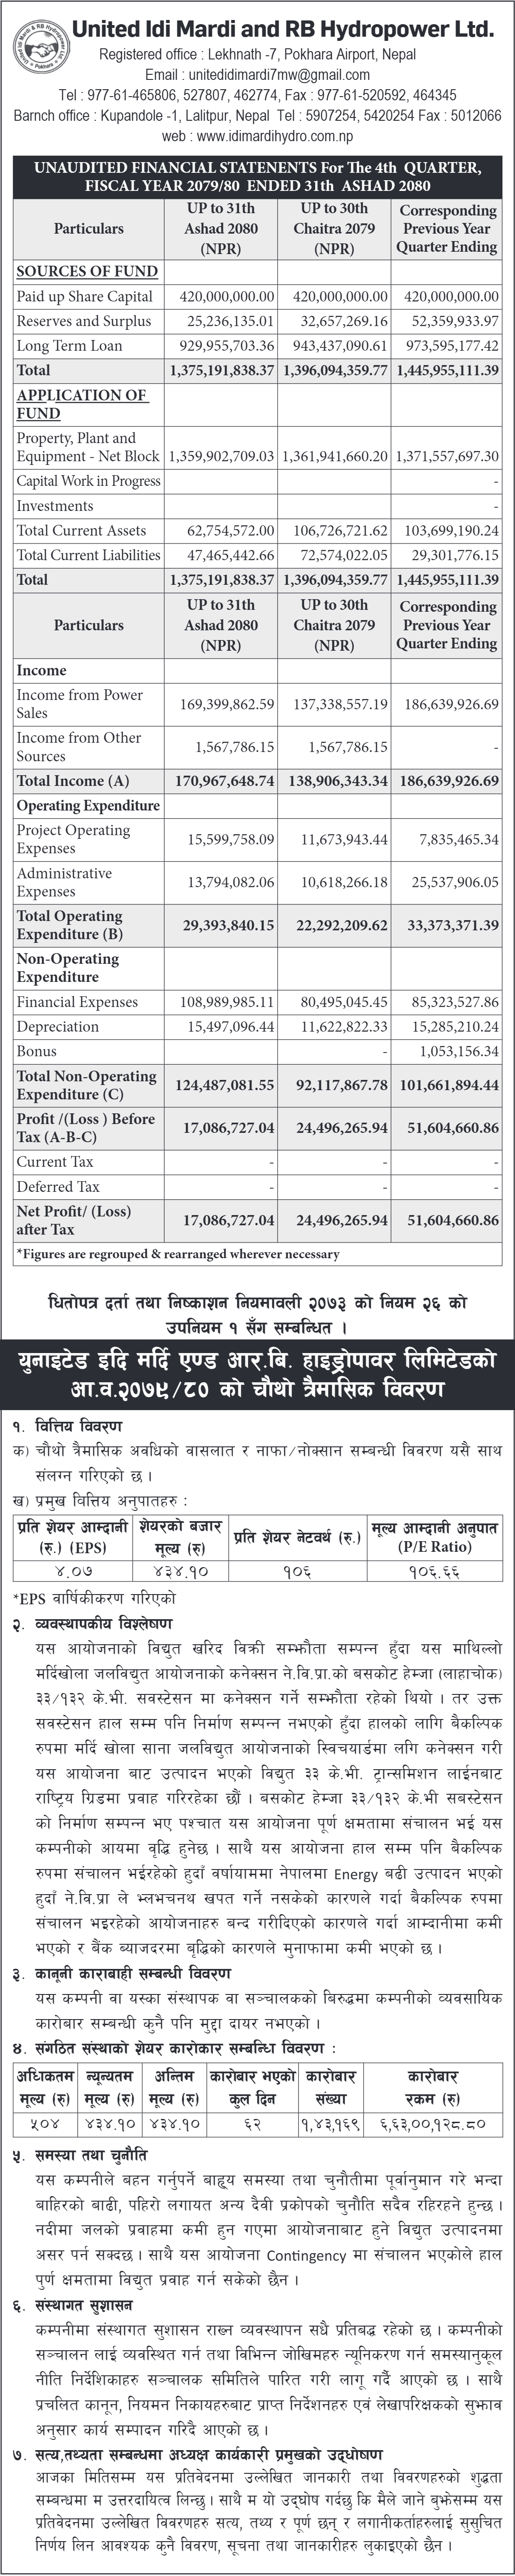 United Idi Mardi & RB Hydropower Ltd.
Pokhara
United Idi Mardi and RB Hydropower Ltd.
Registered office : Lekhnath -7, Pokhara Airport, Nepal
Email : unitedidimardi7mw@gmail.com
Tel : 977-61-465806, 527807, 462774, Fax : 977-61-520592, 464345
Barnch office : Kupandole -1, Lalitpur, Nepal Tel : 5907254, 5420254 Fax : 5012066
web : www.idimardihydro.com.np
UNAUDITED FINANCIAL STATENENTS For The 4th QUARTER,
FISCAL YEAR 2079/80 ENDED 31th ASHAD 2080
Particulars UP to 31th Ashad 2080 (NPR) UP to 30th Chaitra 2079 (NPR) Corresponding Previous Year Quarter Ending
SOURCES OF FUND
Paid up Share Capital 420,000,000.00 420,000,000.00 420,000,000.00
Reserves and Surplus 25,236,135.01 32,657,269.16 52,359,933.97
Long Term Loan 929,955,703.36 943,437,090.61 973,595,177.42
Total 1,375,191,838.37 1,396,094,359.77 1,445,955,111.39
APPLICATION OF
FUND
Property, Plant and
Equipment - Net Block 1,359,902,709.03 1,361,941,660.20 1,371,557,697.30
Capital Work in Progress -
Investments -
Total Current Assets 62,754,572.00 106,726,721.62 103,699,190.24
Total Current Liabilities 47,465,442.66 72,574,022.05 29,301,776.15
Total 1,375,191,838.37 1,396,094,359.77 1,445,955,111.39
Particulars UP to 31th Ashad 2080 (NPR) UP to 30th Chaitra 2079 (NPR) Corresponding Previous Year Quarter Ending
Income
Income from Power
Sales 169,399,862.59 137,338,557.19 186,639,926.69
Income from Other
Sources 1,567,786.15 1,567,786.15 -
Total Income (A) 170,967,648.74 138,906,343.34 186,639,926.69
Operating Expenditure
Project Operating
Expenses 15,599,758.09 11,673,943.44 7,835,465.34
Administrative
Expenses 13,794,082.06 10,618,266.18 25,537,906.05
Total Operating
Expenditure (B) 29,393,840.15 22,292,209.62 33,373,371.39
Non-Operating
Expenditure
Financial Expenses 108,989,985.11 80,495,045.45 85,323,527.86
Depreciation 15,497,096.44 11,622,822.33 15,285,210.24
Bonus - 1,053,156.34
Total Non-Operating
Expenditure (C) 124,487,081.55 92,117,867.78 101,661,894.44
Profit /(Loss ) Before
Tax (A-B-C) 17,086,727.04 24,496,265.94 51,604,660.86
Current Tax - - -
Deferred Tax - - -
Net Profit/ (Loss)
after Tax 17,086,727.04 24,496,265.94 51,604,660.86
*Figures are regrouped & rearranged wherever necessary
धितोपत्र दर्ता तथा निष्काशन नियमावली २०७३ को नियम २६ को
उपनियम १ सँग सम्बन्धित ।
युनाइटेड इदि मर्दि एण्ड आर.बि. हाइड्रोपावर लिमिटेडको
आ.व.२०७९/८० को चौथो त्रैमासिक विवरण
१. वित्तिय विवरण
क) चौथो त्रैमासिक अवधिको वासलात र नाफा/नोक्सान सम्बन्धी विवरण यसै साथ
संलग्न गरिएको छ ।
ख) प्रमुख वित्तिय अनुपातहरु :
प्रति शेयर आम्दानी (रु.) (EPS) शेयरको बजार मूल्य (रु) प्रति शेयर नेटवर्थ (रु.) मूल्य आम्दानी अनुपात (P/E Ratio)
४.०७ ४३४.१० १०६ १०६.६६
*EPS वार्षिकीकरण गरिएको
२. व्यवस्थापकीय विश्लेषण
यस आयोजनाको विद्युत खरिद विक्री सम्झौता सम्पन्न हुँदा यस माथिल्लो
मर्दिखोला जलविद्युत आयोजनाको कनेक्सन ने.वि.प्रा.को बसकोट हेम्जा (लाहाचोक)
३३/१३२ के.भी. सवस्टेसन मा कनेक्सन गर्ने सम्झौता रहेको थियो । तर उक्त
सवस्टेसन हाल सम्म पनि निर्माण सम्पन्न नभएको हुँदा हालको लागि बैकल्पिक
रुपमा मर्दि खोला साना जलविद्युत आयोजनाको स्विचयार्डमा लगि कनेक्सन गरी
यस आयोजना बाट उत्पादन भएको विद्युत ३३ के.भी. ट्रान्समिशन लाईनबाट
राष्ट्रिय ग्रिडमा प्रवाह गरिरहेका छौं । बसकोट हेम्जा ३३/१३२ के.भी सबस्टेसन
को निर्माण सम्पन्न भए पश्चात यस आयोजना पूर्ण क्षमतामा संचालन भई यस
कम्पनीको आयमा वृद्धि हुनेछ । साथै यस आयोजना हाल सम्म पनि बैकल्पिक
रुपमा संचालन भईरहेको हुदाँ वर्षायाममा नेपालमा Energy बढी उत्पादन भएको
हुदाँ ने.वि.प्रा ले भ्लभचनथ खपत गर्ने नसकेको कारणले गर्दा बैकल्पिक रुपमा
संचालन भइरहेको आयोजनाहरु बन्द गरीदिएको कारणले गर्दा आम्दानीमा कमी
भएको र बैंक ब्याजदरमा बृद्धिको कारणले मुनाफामा कमी भएको छ ।
३. कानूनी काराबाही सम्बन्धी विवरण
यस कम्पनी वा यस्का संस्थापक वा सञ्चालकको बिरुद्धमा कम्पनीको व्यवसायिक
कारोबार सम्बन्धी कुनै पनि मुद्दा दायर नभएको ।
४. संगठित संस्थाको शेयर कारोकार सम्बन्धि विवरण :
अधिकतम मूल्य (रु) न्यून्यतम मूल्य (रु) अन्तिम मूल्य (रु) कारोबार भएको कुल दिन कारोबार संख्या कारोबार रकम (रु)
५०४ ४३४.१० ४३४.१० ६२ १,४३,१६९ ६,६३,००,१२८.८०
५. समस्या तथा चुनौति
यस कम्पनीले बहन गर्नुपर्ने बाह्य समस्या तथा चुनौतीमा पूर्वानुमान गरे भन्दा
बाहिरको बाढी, पहिरो लगायत अन्य दैवी प्रकोपको चुनौति सदैव रहिरहने हुन्छ ।
नदीमा जलको प्रवाहमा कमी हुन गएमा आयोजनाबाट हुने विद्युत उत्पादनमा
असर पर्न सक्दछ । साथै यस आयोजना Contingency मा संचालन भएकोले हाल
पुर्ण क्षमतामा विद्युत प्रवाह गर्न सकेको छैन ।
६. संस्थागत सुशासन
कम्पनीमा संस्थागत सुशासन राख्न व्यवस्थापन सधै प्रतिबद्ध रहेको छ । कम्पनीको
सञ्चालन लाई व्यवस्थित गर्न तथा विभिन्न जोखिमहरु न्यूनिकरण गर्न समस्यानुकूल
नीति निर्देशिकाहरु सञ्चालक समितिले पारित गरी लागू गर्दै आएको छ । साथै
प्रचलित कानून, नियमन निकायहरुबाट प्राप्त निर्देशनहरु एवं लेखापरिक्षकको सुझाव
अनुसार कार्य सम्पादन गरिदै आएको छ ।
७. सत्य,तथ्यता सम्बन्धमा अध्यक्ष कार्यकारी प्रमुखको उद्घोषण
आजका मितिसम्म यस प्रतिवेदनमा उल्लेखित जानकारी तथा विवरणहरुको शुद्धता
सम्बन्धमा म उत्तरदायित्व लिन्छु । साथै म यो उद्घोष गर्दछु कि मैले जाने बुझेसम्म यस
प्रतिवेदनमा उल्लेखित विवरणहरु सत्य, तथ्य र पूर्ण छन् र लगानीकर्ताहरुलाई सुसुचित
निर्णय लिन आवश्यक कुनै विवरण, सूचना तथा जानकारीहरु लुकाइएको छैन ।